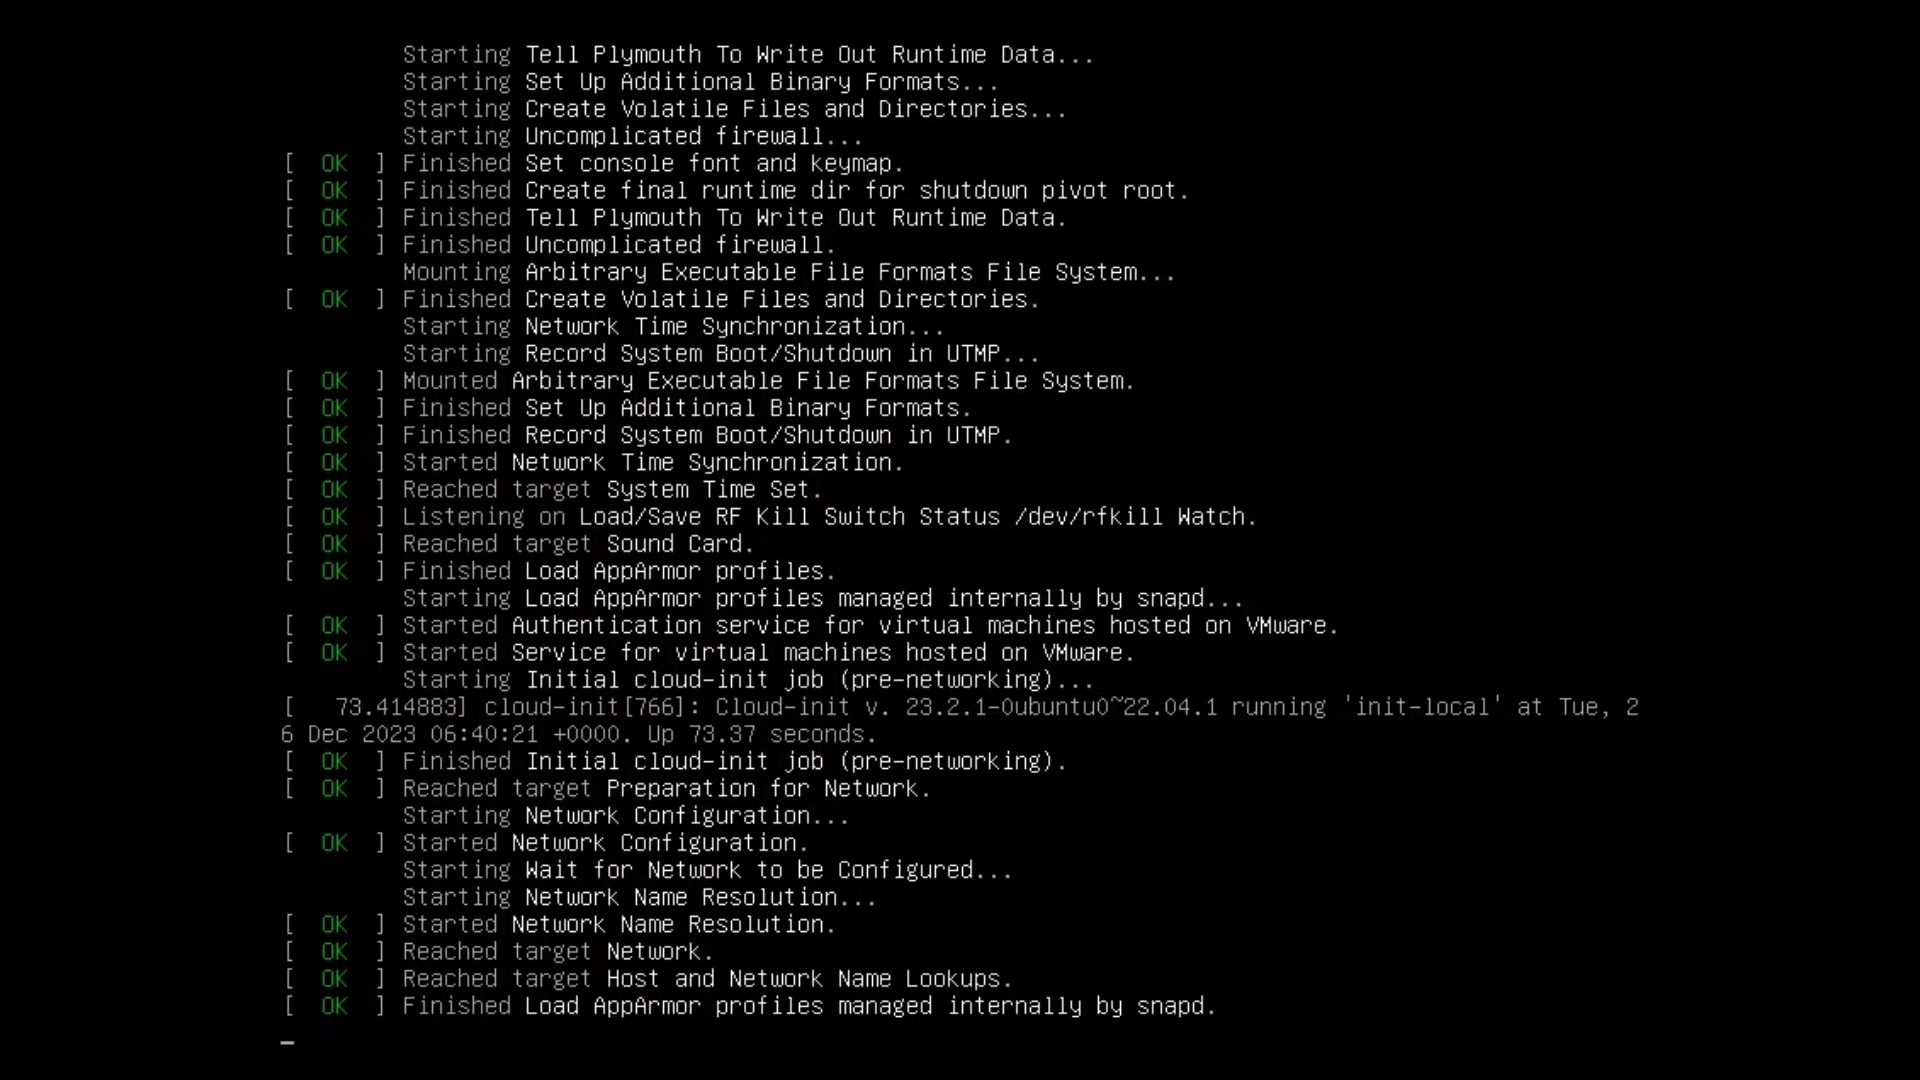 Starting Tell Plymouth To Write Out Runtime Data...
Starting Set Up Additional Binary Formats...
Starting Create Volatile Files and Directories...
Starting Uncomplicated firewall...
[  OK  ] Finished Set console font and keymap.
[  OK  ] Finished Create final runtime dir for shutdown pivot root.
[  OK  ] Finished Tell Plymouth To Write Out Runtime Data.
[  OK  ] Finished Uncomplicated firewall.
Mounting Arbitrary Executable File Formats File System...
[  OK  ] Finished Create Volatile Files and Directories.
Starting Network Time Synchronization...
Starting Record System Boot/Shutdown in UTMP...
[  OK  ] Mounted Arbitrary Executable File Formats File System.
[  OK  ] Finished Set Up Additional Binary Formats.
[  OK  ] Finished Record System Boot/Shutdown in UTMP.
[  OK  ] Started Network Time Synchronization.
[  OK  ] Reached target System Time Set.
[  OK  ] Listening on Load/Save RF Kill Switch Status /dev/rfkill Watch.
[  OK  ] Reached target Sound Card.
[  OK  ] Finished Load AppArmor profiles.
Starting Load AppArmor profiles managed internally by snapd...
[  OK  ] Started Authentication service for virtual machines hosted on VMware.
[  OK  ] Started Service for virtual machines hosted on VMware.
Starting Initial cloud-init job (pre-networking)...
[   73.414883] cloud-init[766]: Cloud-init v. 23.2.1-0ubuntu0~22.04.1 running 'init-local' at Tue, 2
6 Dec 2023 06:40:21 +0000. Up 73.37 seconds.
[  OK  ] Finished Initial cloud-init job (pre-networking).
[  OK  ] Reached target Preparation for Network.
Starting Network Configuration...
[  OK  ] Started Network Configuration.
Starting Wait for Network to be Configured...
Starting Network Name Resolution...
[  OK  ] Started Network Name Resolution.
[  OK  ] Reached target Network.
[  OK  ] Reached target Host and Network Name Lookups.
[  OK  ] Finished Load AppArmor profiles managed internally by snapd.